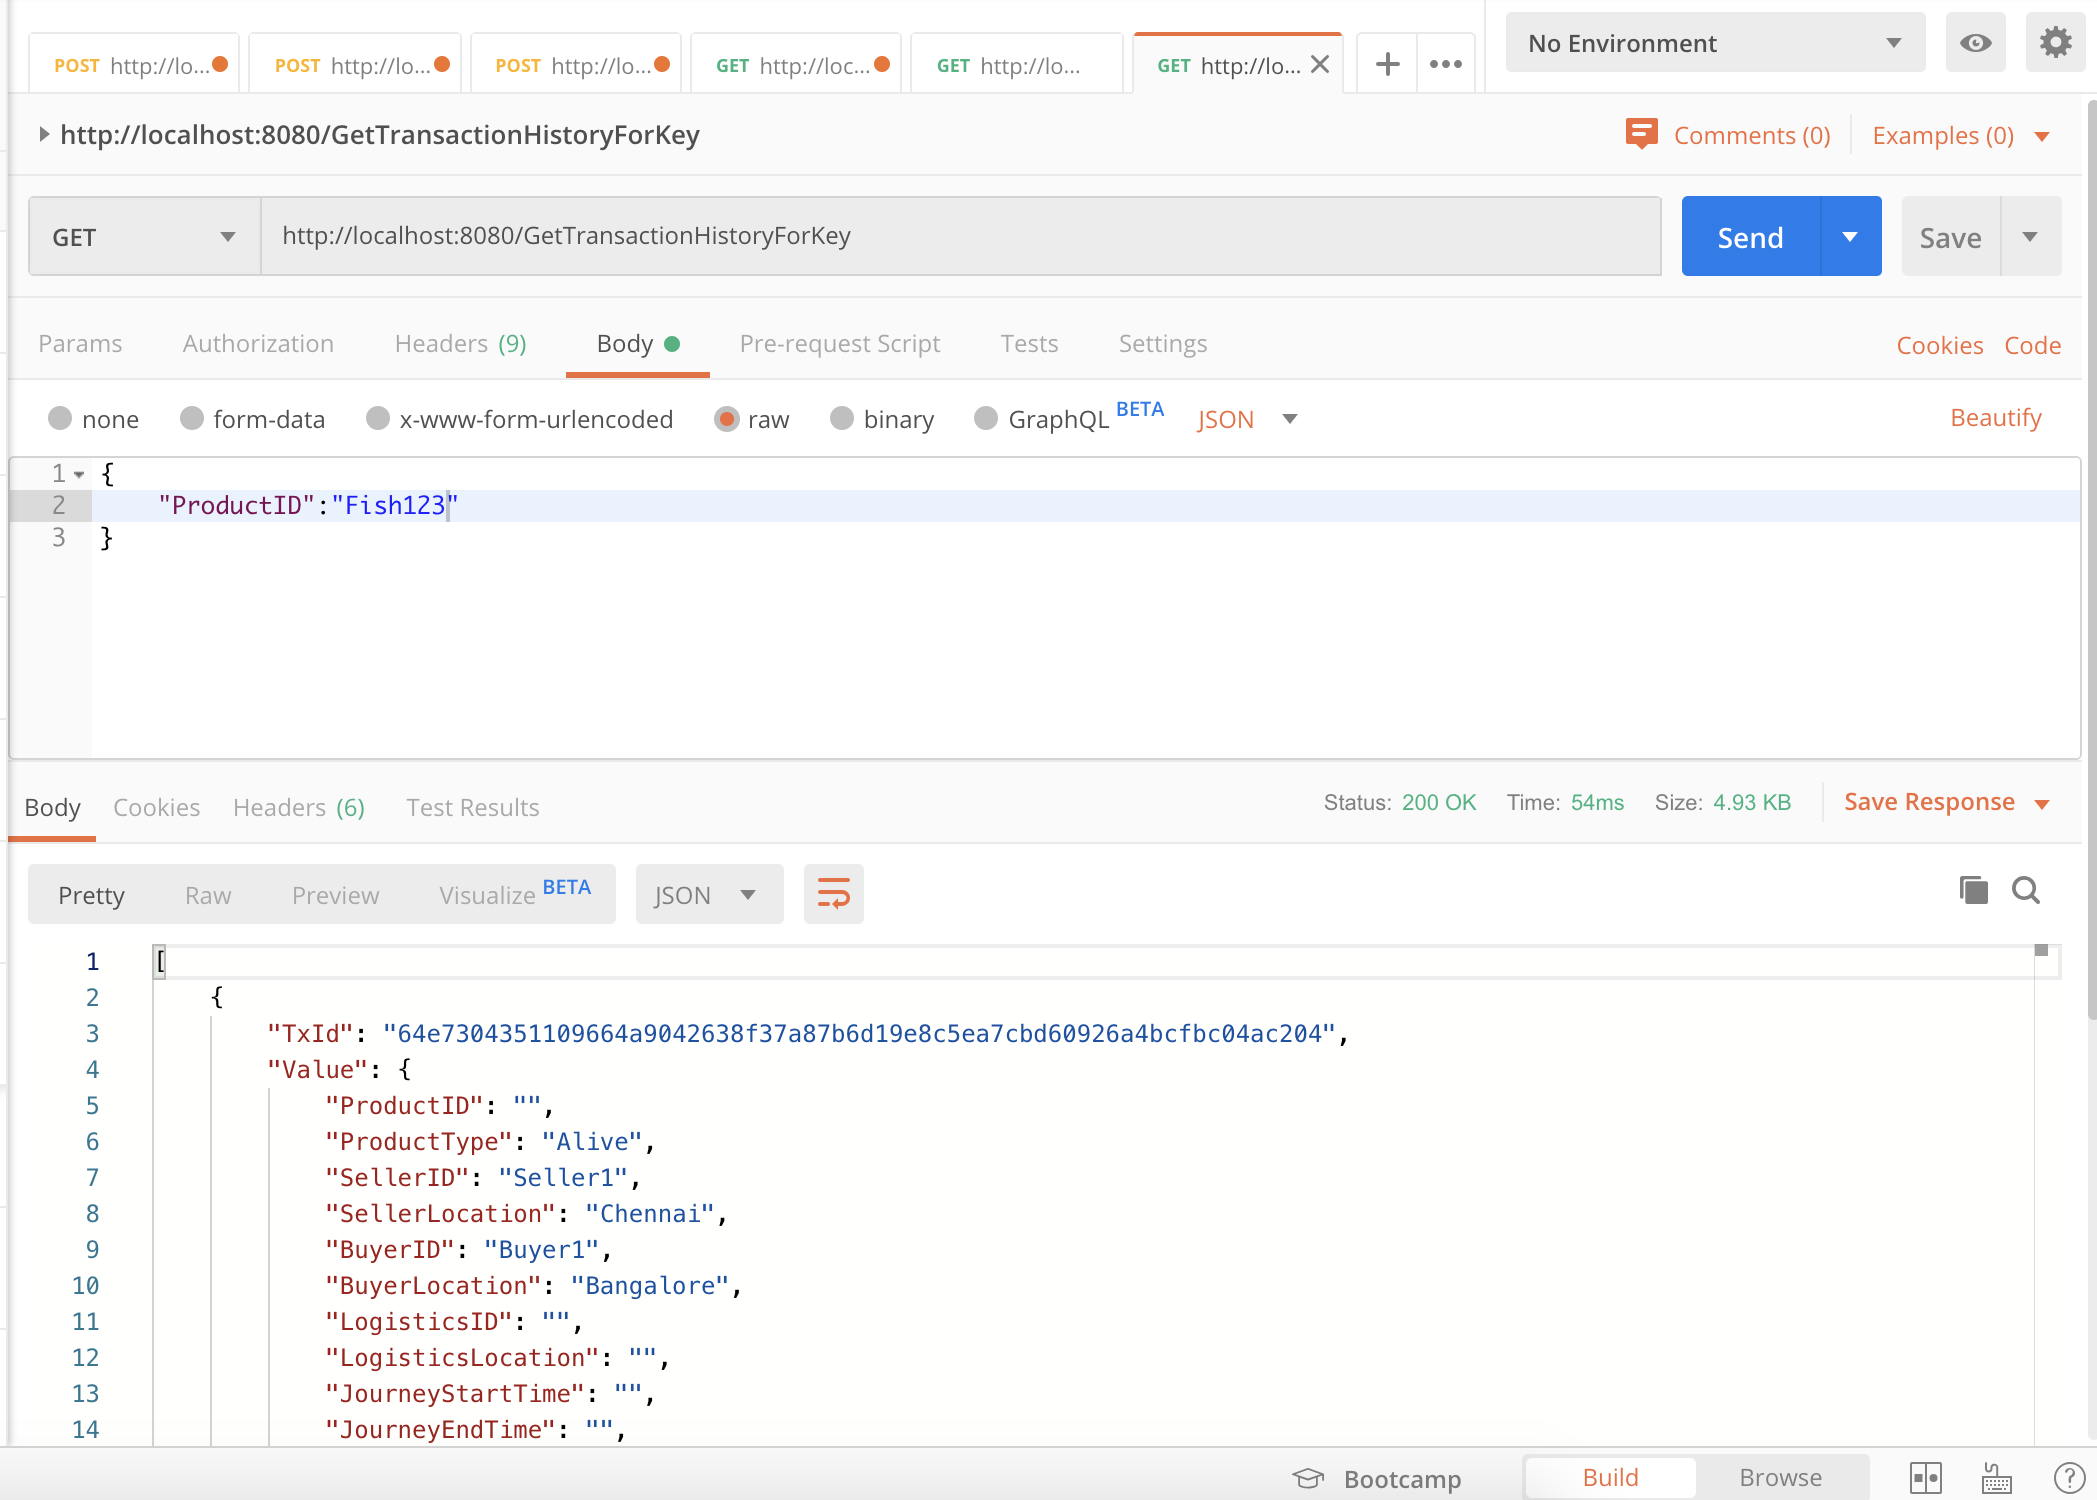 POST http://lo... POST http://lo... POST http://lo... GET http://loc... GET http://lo... GET http://lo... No Environment
http://localhost:8080/GetTransactionHistoryForKey Comments (0) Examples (0)
GET http://localhost:8080/GetTransactionHistoryForKey Send Save
Params Authorization Headers (9) Body Pre-request Script Tests Settings Cookies Code
none form-data x-www-form-urlencoded raw binary GraphQL BETA JSON Beautify
1 {
2 "ProductID":"Fish123"
3 }
Body Cookies Headers (6) Test Results Status: 200 OK Time: 54ms Size: 4.93 KB Save Response
Pretty Raw Preview Visualize BETA JSON
1 [
2 {
3 "TxId": "64e7304351109664a9042638f37a87b6d19e8c5ea7cbd60926a4bcfbc04ac204",
4 "Value": {
5 "ProductID": "",
6 "ProductType": "Alive",
7 "SellerID": "Seller1",
8 "SellerLocation": "Chennai",
9 "BuyerID": "Buyer1",
10 "BuyerLocation": "Bangalore",
11 "LogisticsID": "",
12 "LogisticsLocation": "",
13 "JourneyStartTime": "",
14 "JourneyEndTime": "",
Bootcamp Build Browse